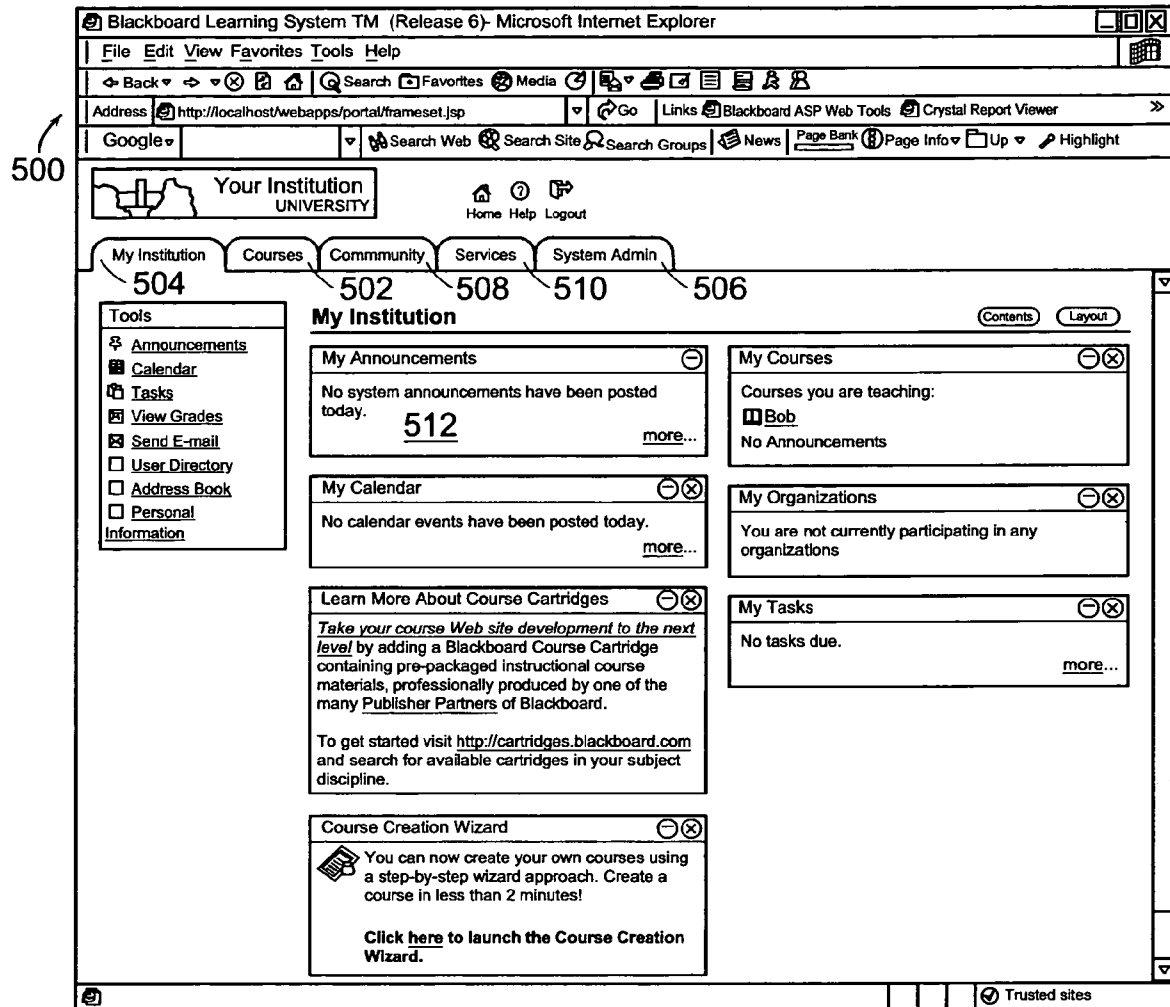 Blackboard Learning System TM (Release 6)- Microsoft Internet Explorer
File Edit View Favorites Tools Help
Back Search Favorites Media
Address http://localhost/webapps/portal/frameset.jsp Go Links Blackboard ASP Web Tools Crystal Report Viewer »
Google Search Web Search Site Search Groups News Page Bank Page Info Up Highlight
500
Your Institution
UNIVERSITY
Home Help Logout
My Institution Courses Commmunity Services System Admin
504 502 508 510 506
Tools
Announcements
Calendar
Tasks
View Grades
Send E-mail
User Directory
Address Book
Personal
Information
My Institution
Contents Layout
My Announcements
No system announcements have been posted
today.
512
more...
My Calendar
No calendar events have been posted today.
more...
Learn More About Course Cartridges
Take your course Web site development to the next
level by adding a Blackboard Course Cartridge
containing pre-packaged instructional course
materials, professionally produced by one of the
many Publisher Partners of Blackboard.
To get started visit http://cartridges.blackboard.com
and search for available cartridges in your subject
discipline.
Course Creation Wizard
You can now create your own courses using
a step-by-step wizard approach. Create a
course in less than 2 minutes!
Click here to launch the Course Creation
Wizard.
My Courses
Courses you are teaching:
Bob
No Announcements
My Organizations
You are not currently participating in any
organizations
My Tasks
No tasks due.
more...
Trusted sites